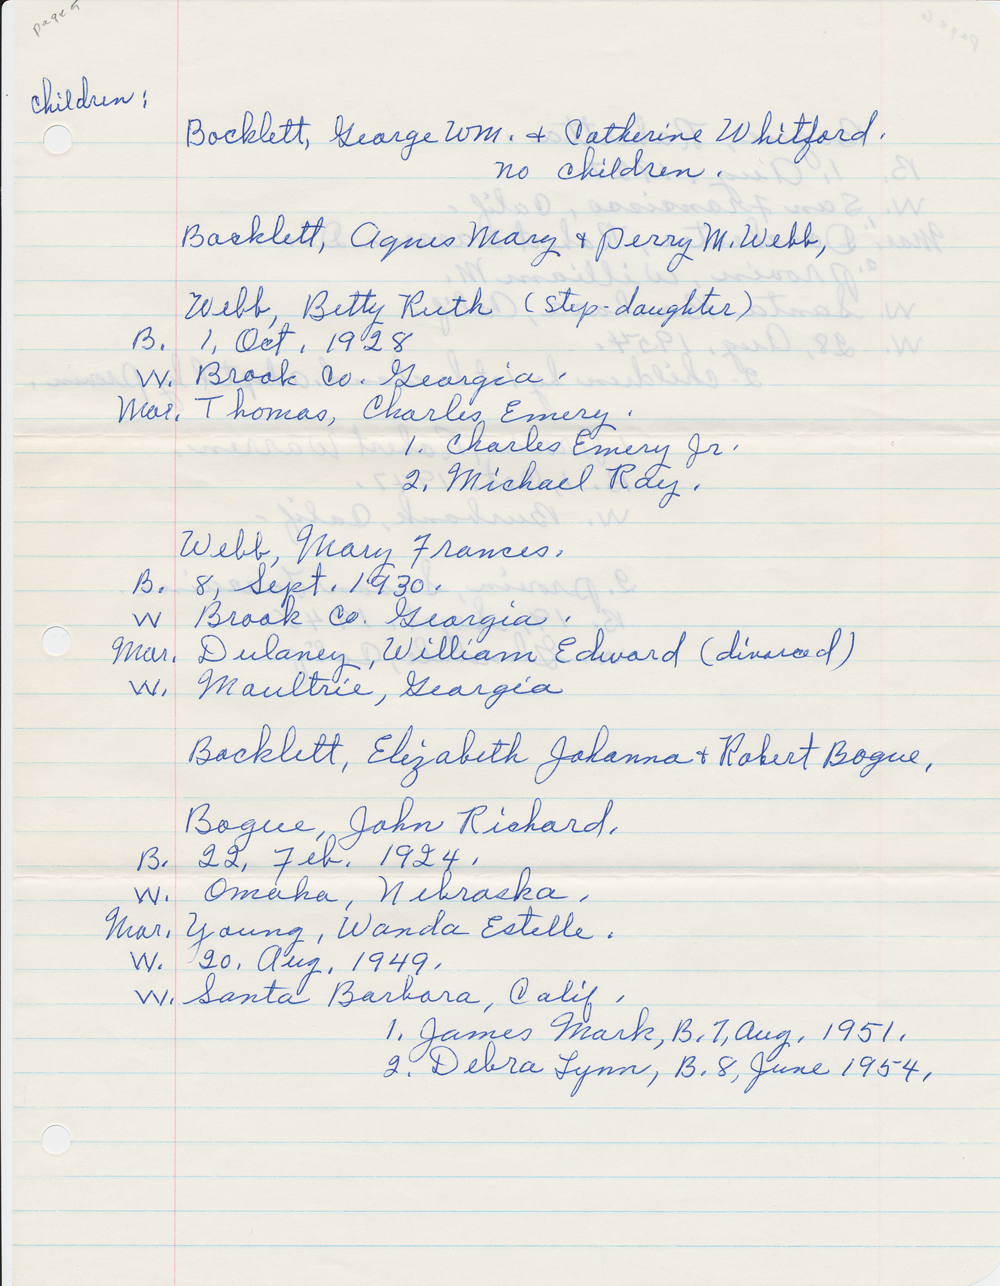 page 5
children:
Bocklett, George WM. & Catherine Whitford.
no children.
Bocklett, Agnes Mary & Perry M. Webb,
Webb, Betty Ruth (step-daughter)
B. 1, Oct. 1928
W. Brook Co. Georgia.
Mar. Thomas, Charles Emery.
1. Charles Emery Jr.
2. Michael Ray.
Webb, Mary Frances.
B. 8, Sept. 1930.
W Brook Co. Georgia.
Mar. Dulaney, William Edward (divorced)
W. Moultrie, Georgia
Bocklett, Elizabeth Johanna & Robert Bogue,
Bogue, John Richard.
B. 22, Feb. 1924.
W. Omaha, Nebraska.
Mar. Young, Wanda Estelle.
W. 20. Aug. 1949.
W. Santa Barbara, Calif.
1. James Mark, B. 7, Aug. 1951.
2. Debra Lynn, B. 8, June 1954.